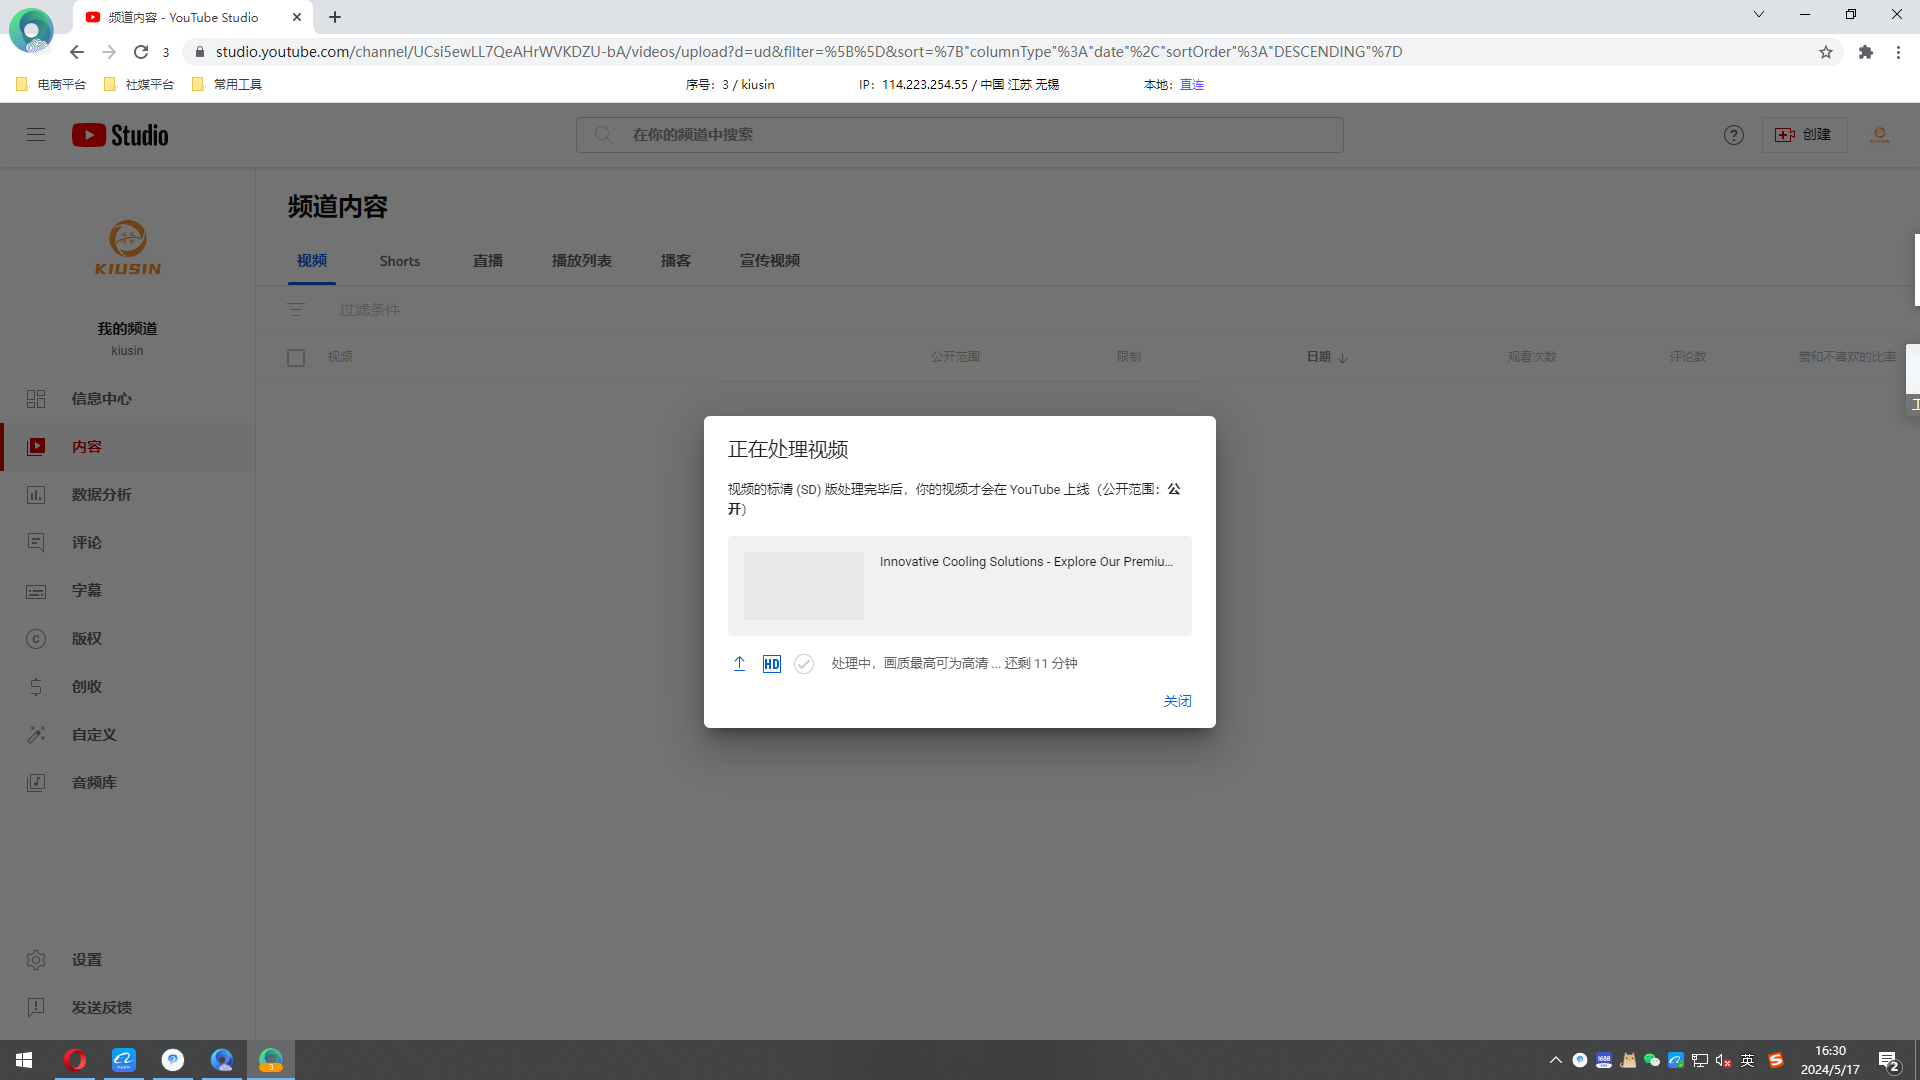 频道内容 - YouTube Studio
3
studio.youtube.com/channel/UCsi5ewLL7QeAHrWVKDZU-bA/videos/upload?d=ud&filter=%5B%5D&sort=%7B"columnType"%3A"date"%2C"sortOrder"%3A"DESCENDING"%7D
电商平台 社媒平台 常用工具
序号：3 / kiusin IP：114.223.254.55 / 中国 江苏 无锡 本地：直连
Studio
在你的频道中搜索
创建
KIUSIN
我的频道
kiusin
信息中心
内容
数据分析
评论
字幕
版权
创收
自定义
音频库
设置
发送反馈
频道内容
视频 Shorts 直播 播放列表 播客 宣传视频
过滤条件
视频 公开范围 限制 日期 观看次数 评论数 赞和不喜欢的比率
正在处理视频
视频的标清 (SD) 版处理完毕后，你的视频才会在 YouTube 上线（公开范围：公
开）
Innovative Cooling Solutions - Explore Our Premiu...
HD 处理中，画质最高可为高清 ... 还剩 11 分钟
关闭
3
1688
英
16:30
2024/5/17
2